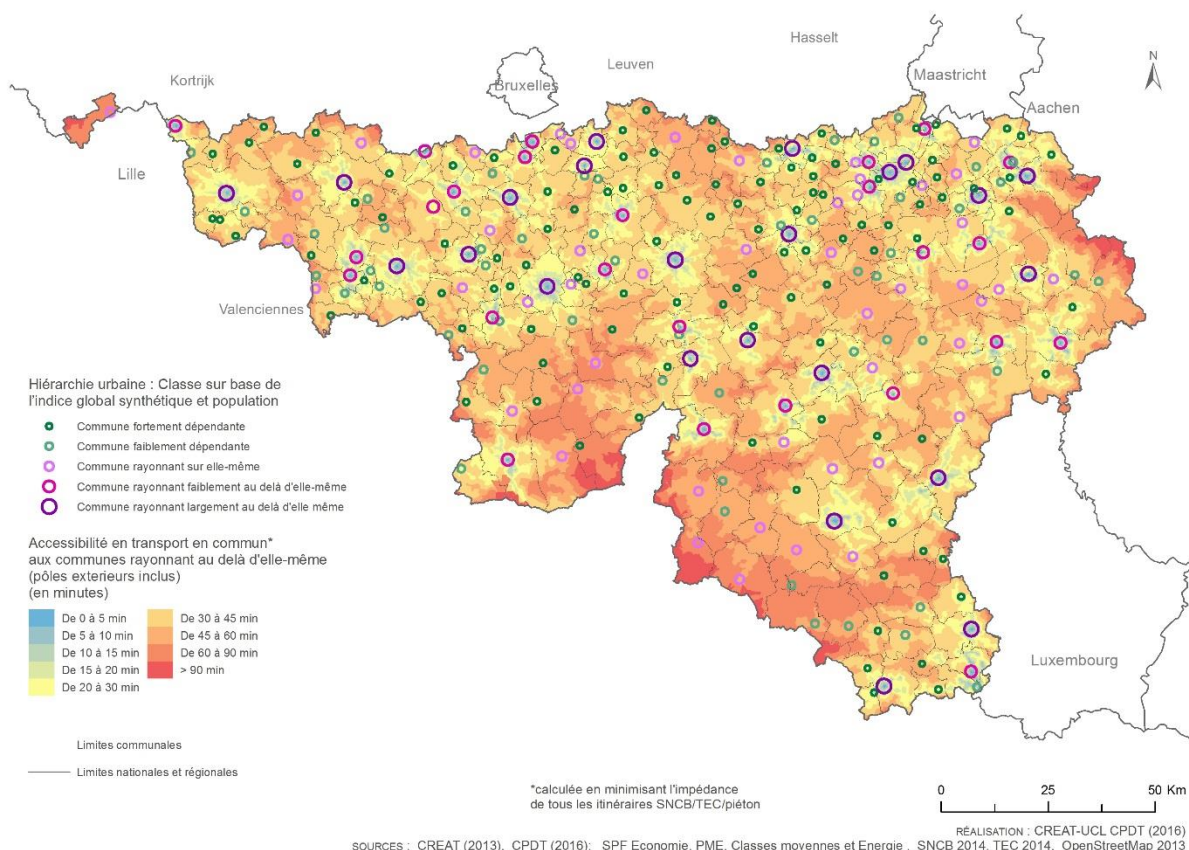 Hasselt
Leuven
Kortrijk
Maastricht
Bruxelles
N
Aachen
Lille
Valenciennes
Hiérarchie urbaine : Classe sur base de
l'indice global synthétique et population
Commune fortement dépendante
Commune faiblement dépendante
Commune rayonnant sur elle-même
Commune rayonnant faiblement au delà d'elle-même
Commune rayonnant largement au delà d'elle même
Accessibilité en transport en commun*
aux communes rayonnant au delà d'elle-même
(pôles exterieurs inclus)
(en minutes)
De 0 à 5 min
De 5 à 10 min
De 10 à 15 min
De 15 à 20 min
De 20 à 30 min
De 30 à 45 min
De 45 à 60 min
De 60 à 90 min
> 90 min
Luxembourg
Limites communales
Limites nationales et régionales
*calculée en minimisant l'impédance
de tous les itinéraires SNCB/TEC/piéton
0 25 50 Km
RÉALISATION : CREAT-UCL CPDT (2016)
SOURCES : CREAT (2013), CPDT (2016); SPF Economie, PME, Classes moyennes et Energie , SNCB 2014, TEC 2014, OpenStreetMap 2013